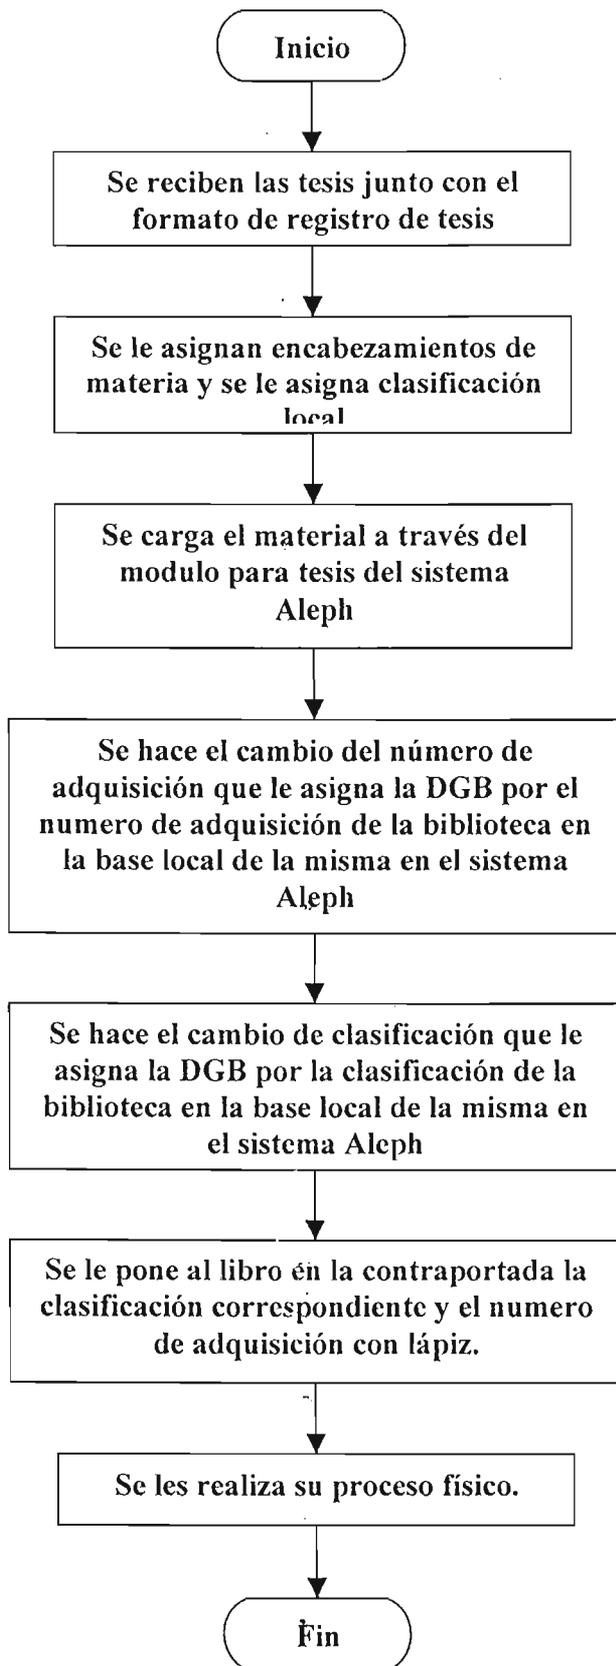 Inicio
Se reciben las tesis junto con el
formato de registro de tesis
Se le asignan encabezamientos de
materia y se le asigna clasificación
local
Se carga el material a través del
modulo para tesis del sistema
Aleph
Se hace el cambio del número de
adquisición que le asigna la DGB por el
numero de adquisición de la biblioteca en
la base local de la misma en el sistema
Aleph
Se hace el cambio de clasificación que le
asigna la DGB por la clasificación de la
biblioteca en la base local de la misma en
el sistema Aleph
Se le pone al libro en la contraportada la
clasificación correspondiente y el numero
de adquisición con lápiz.
Se les realiza su proceso físico.
Fin